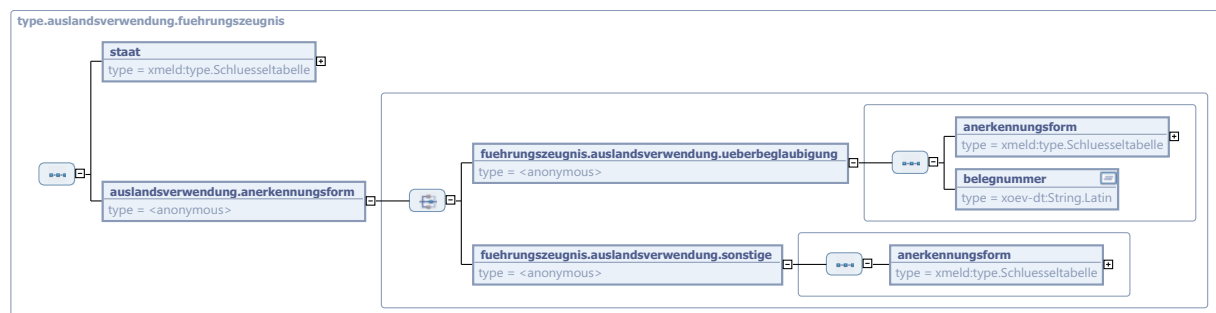 type.auslandsverwendung.fuehrungszeugnis
staat
type = xmeld:type.Schluesseltabelle
auslandsverwendung.anerkennungsform
type = <anonymous>
fuehrungszeugnis.auslandsverwendung.ueberbeglaubigung
type = <anonymous>
anerkennungsform
type = xmeld:type.Schluesseltabelle
belegnummer
type = xoev-dt:String.Latin
fuehrungszeugnis.auslandsverwendung.sonstige
type = <anonymous>
anerkennungsform
type = xmeld:type.Schluesseltabelle